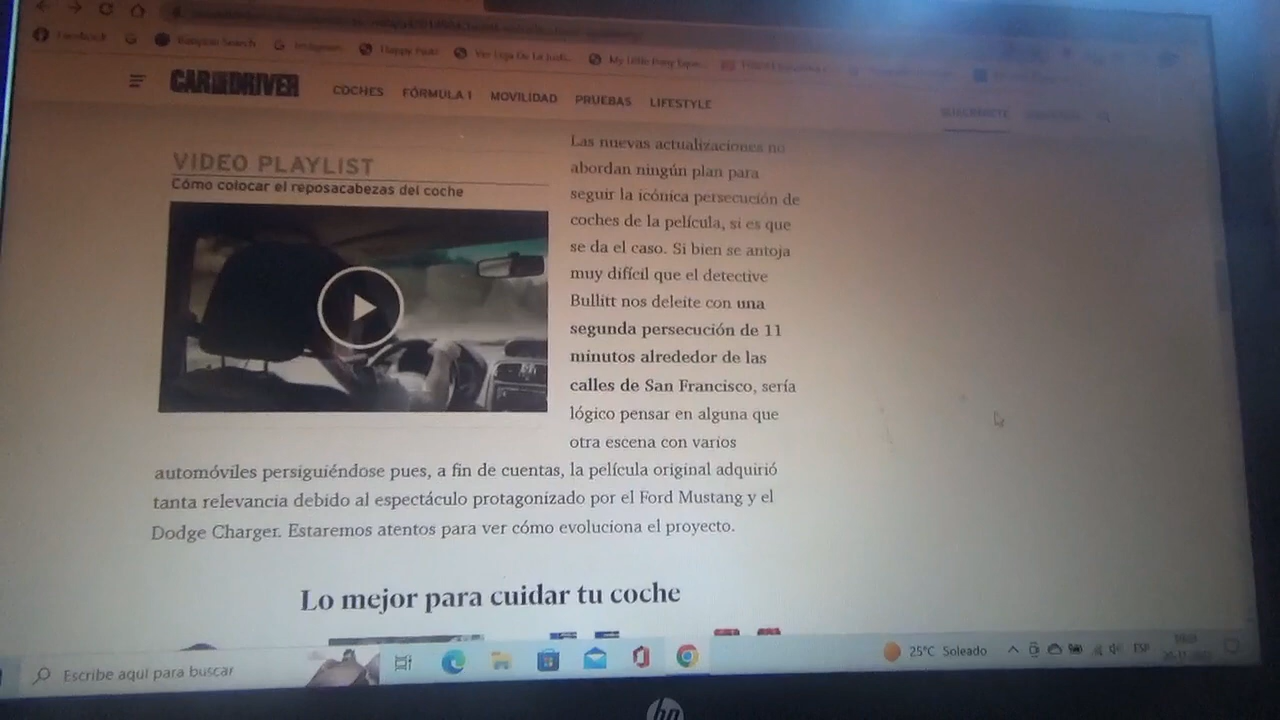 Facebook
G
G Imágenes
CAR AND DRIVER
COCHES FÓRMULA 1 MOVILIDAD PRUEBAS LIFESTYLE
SUSCRÍBETE
VIDEO PLAYLIST
Cómo colocar el reposacabezas del coche
Las nuevas actualizaciones no
abordan ningún plan para
seguir la icónica persecución de
coches de la película, si es que
se da el caso. Si bien se antoja
muy difícil que el detective
Bullitt nos deleite con una
segunda persecución de 11
minutos alrededor de las
calles de San Francisco, sería
lógico pensar en alguna que
otra escena con varios
automóviles persiguiéndose pues, a fin de cuentas, la película original adquirió
tanta relevancia debido al espectáculo protagonizado por el Ford Mustang y el
Dodge Charger. Estaremos atentos para ver cómo evoluciona el proyecto.
Lo mejor para cuidar tu coche
Escribe aquí para buscar
25°C Soleado
ESP
hp